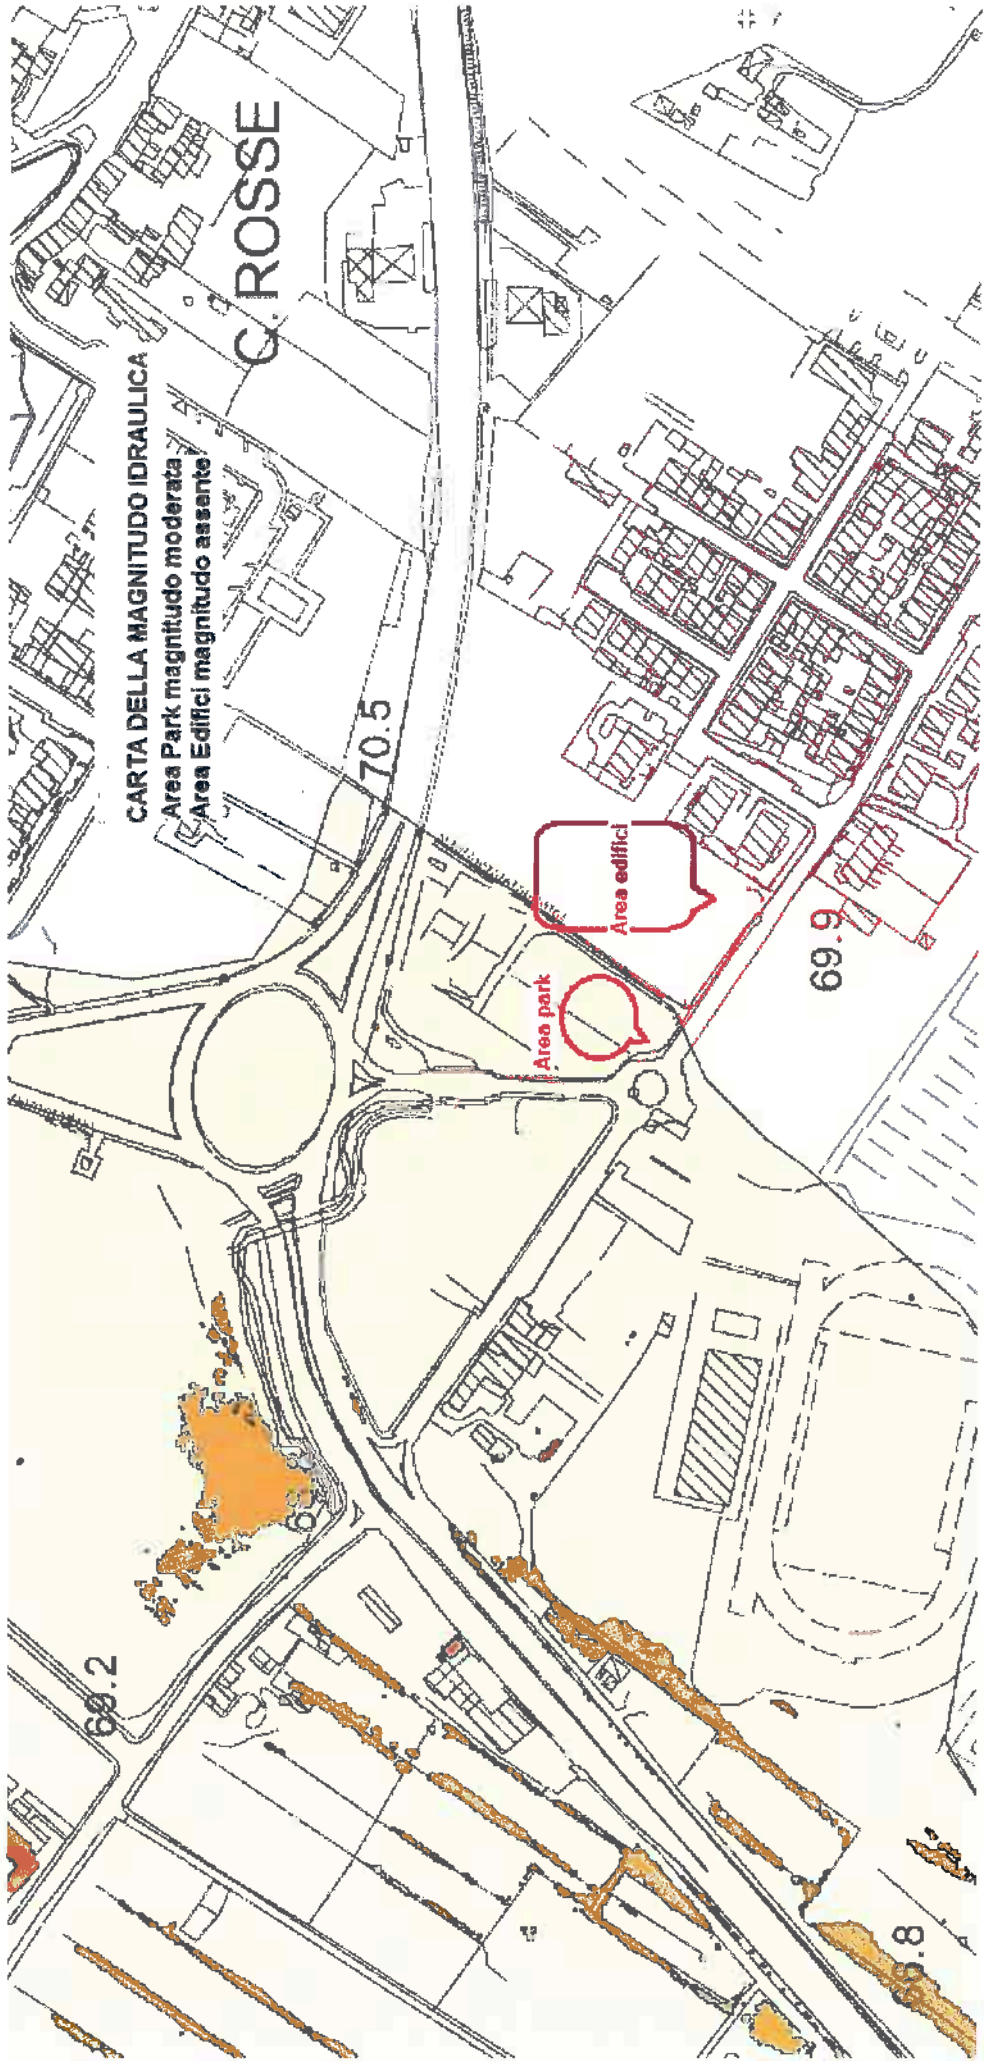 CARTA DELLA MAGNITUDO IDRAULICA
Area Park magnitudo moderata
Area Edifici magnitudo assente
C. ROSSE
70.5
Area edifici
Area park
69.9
68.2